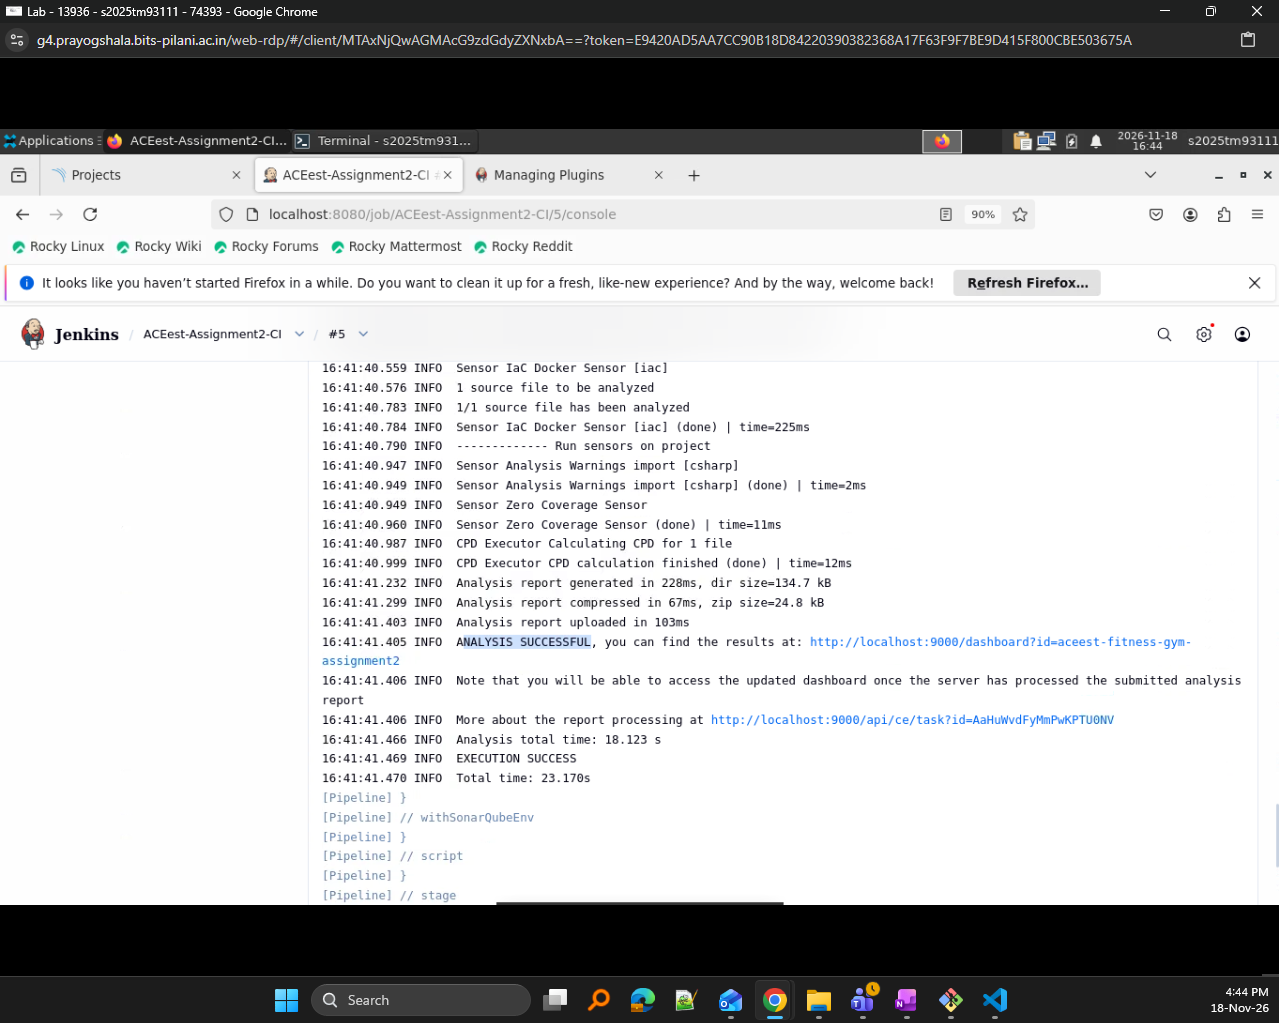 Lab - 13936 - s2025tm93111 - 74393 - Google Chrome
g4.prayogshala.bits-pilani.ac.in/web-rdp/#/client/MTAxNjQwAGMAcG9zdGdyZXNxbA==?token=E9420AD5AA7CC90B18D84220390382368A17F63F9F7BE9D415F800CBE503675A
Applications
ACEest-Assignment2-CI...
Terminal - s2025tm931...
2026-11-18
16:44
s2025tm93111
Projects
ACEest-Assignment2-CI #
Managing Plugins
localhost:8080/job/ACEest-Assignment2-CI/5/console
90%
Rocky Linux
Rocky Wiki
Rocky Forums
Rocky Mattermost
Rocky Reddit
It looks like you haven’t started Firefox in a while. Do you want to clean it up for a fresh, like-new experience? And by the way, welcome back!
Refresh Firefox...
Jenkins / ACEest-Assignment2-CI / #5
16:41:40.559 INFO  Sensor IaC Docker Sensor [iac]
16:41:40.576 INFO  1 source file to be analyzed
16:41:40.783 INFO  1/1 source file has been analyzed
16:41:40.784 INFO  Sensor IaC Docker Sensor [iac] (done) | time=225ms
16:41:40.790 INFO  ------------- Run sensors on project
16:41:40.947 INFO  Sensor Analysis Warnings import [csharp]
16:41:40.949 INFO  Sensor Analysis Warnings import [csharp] (done) | time=2ms
16:41:40.949 INFO  Sensor Zero Coverage Sensor
16:41:40.960 INFO  Sensor Zero Coverage Sensor (done) | time=11ms
16:41:40.987 INFO  CPD Executor Calculating CPD for 1 file
16:41:40.999 INFO  CPD Executor CPD calculation finished (done) | time=12ms
16:41:41.232 INFO  Analysis report generated in 228ms, dir size=134.7 kB
16:41:41.299 INFO  Analysis report compressed in 67ms, zip size=24.8 kB
16:41:41.403 INFO  Analysis report uploaded in 103ms
16:41:41.405 INFO  ANALYSIS SUCCESSFUL, you can find the results at: http://localhost:9000/dashboard?id=aceest-fitness-gym-
assignment2
16:41:41.406 INFO  Note that you will be able to access the updated dashboard once the server has processed the submitted analysis
report
16:41:41.406 INFO  More about the report processing at http://localhost:9000/api/ce/task?id=AaHuWvdFyMmPwKPTU0NV
16:41:41.466 INFO  Analysis total time: 18.123 s
16:41:41.469 INFO  EXECUTION SUCCESS
16:41:41.470 INFO  Total time: 23.170s
[Pipeline] }
[Pipeline] // withSonarQubeEnv
[Pipeline] }
[Pipeline] // script
[Pipeline] }
[Pipeline] // stage
Search
4:44 PM
18-Nov-26